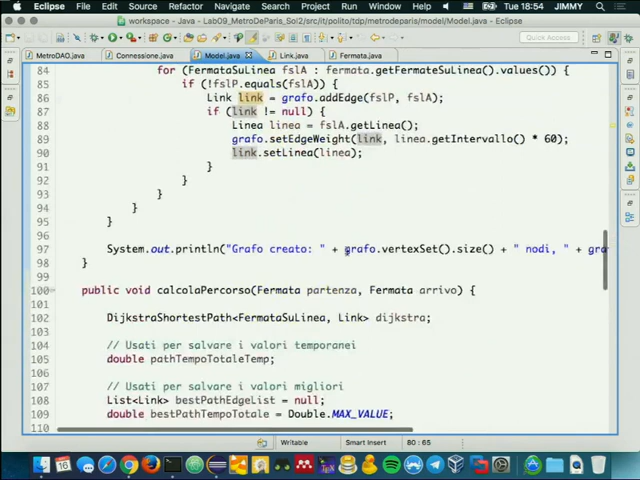 Eclipse File Edit Source Refactor Navigate Search Project Run Window Help
90% Tue 18:54 JIMMY
workspace - Java - Lab09_MetroDeParis_Sol2/src/it/polito/tdp/metrodeparis/model/Model.java - Eclipse
Quick Access
MetroDAO.java Connessione.java Model.java Link.java Fermata.java
84 for (FermataSuLinea fslA : fermata.getFermateSuLinea().values()) {
85 if (!fslP.equals(fslA)) {
86 Link link = grafo.addEdge(fslP, fslA);
87 if (link != null) {
88 Linea linea = fslA.getLinea();
89 grafo.setEdgeWeight(link, linea.getIntervallo() * 60);
90 link.setLinea(linea);
91 }
92 }
93 }
94 }
95 }
96
97 System.out.println("Grafo creato: " + grafo.vertexSet().size() + " nodi, " + gra
98 }
99
100 public void calcolaPercorso(Fermata partenza, Fermata arrivo) {
101
102 DijkstraShortestPath<FermataSuLinea, Link> dijkstra;
103
104 // Usati per salvare i valori temporanei
105 double pathTempoTotaleTemp;
106
107 // Usati per salvare i valori migliori
108 List<Link> bestPathEdgeList = null;
109 double bestPathTempoTotale = Double.MAX_VALUE;
110
Writable Smart Insert 80 : 65